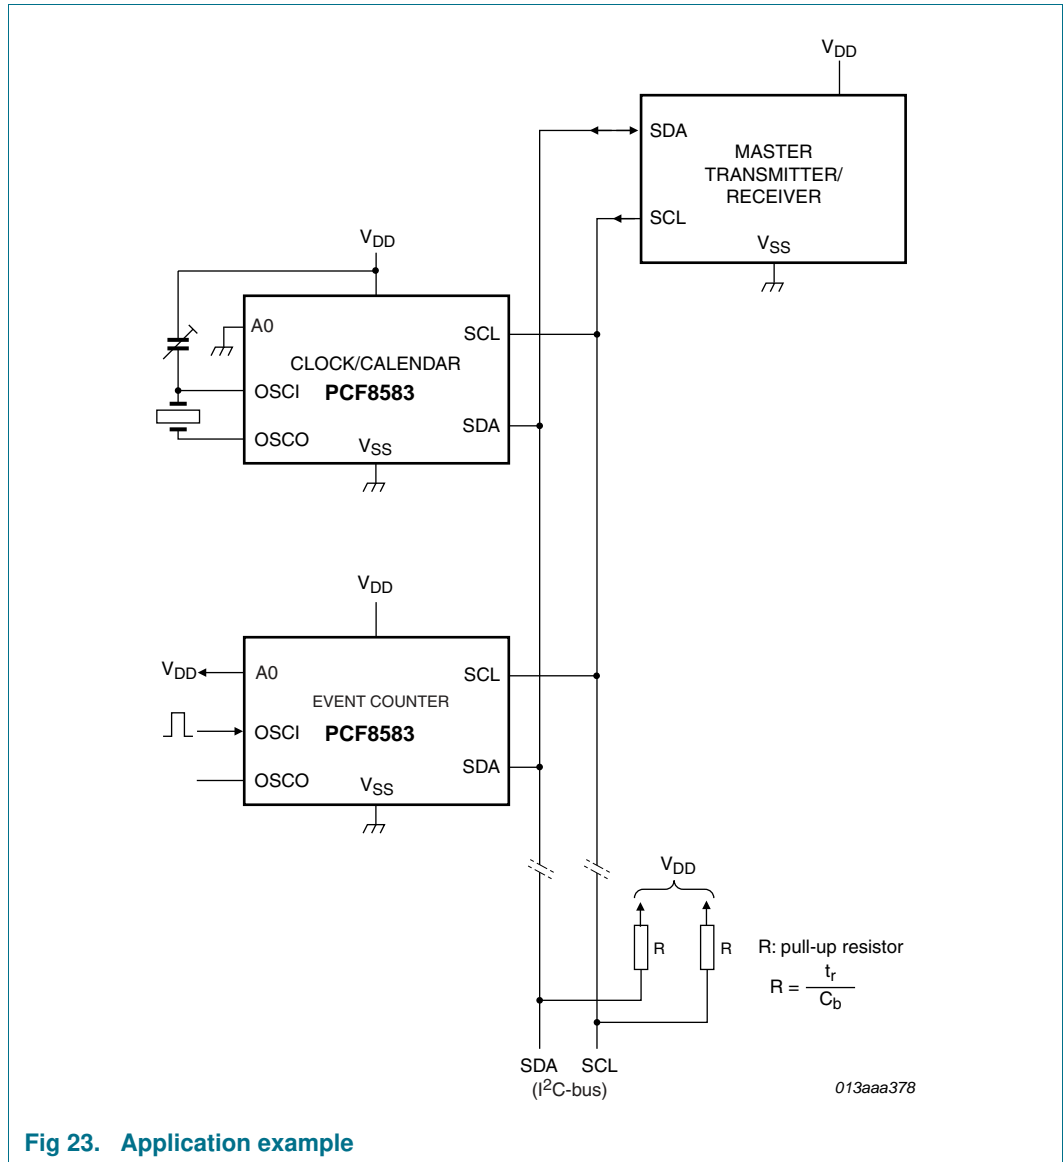 VDD
SDA
MASTER
TRANSMITTER/
RECEIVER
SCL
VSS
VDD
A0
SCL
CLOCK/CALENDAR
OSCI
PCF8583
SDA
OSCO
VSS
VDD
VDD
A0
SCL
EVENT COUNTER
OSCI
PCF8583
SDA
OSCO
VSS
VDD
R
R
R: pull-up resistor
R = tr / Cb
SDA SCL
(I2C-bus)
013aaa378
Fig 23. Application example